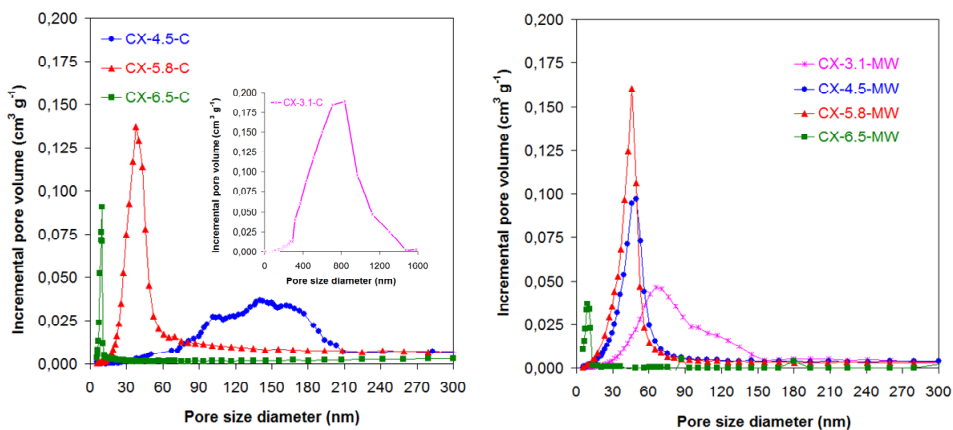 0,200
0,175
0,150
0,125
0,100
0,075
0,050
0,025
0,000
Incremental pore volume (cm³ g⁻¹)
CX-4.5-C
CX-5.8-C
CX-6.5-C
0 30 60 90 120 150 180 210 240 270 300
Pore size diameter (nm)
0,200
0,175
0,150
0,125
0,100
0,075
0,050
0,025
0,000
Incremental pore volume (cm³ g⁻¹)
CX-3.1-C
0 400 800 1200 1600
Pore size diameter (nm)
0,200
0,175
0,150
0,125
0,100
0,075
0,050
0,025
0,000
Incremental pore volume (cm³ g⁻¹)
CX-3.1-MW
CX-4.5-MW
CX-5.8-MW
CX-6.5-MW
0 30 60 90 120 150 180 210 240 270 300
Pore size diameter (nm)